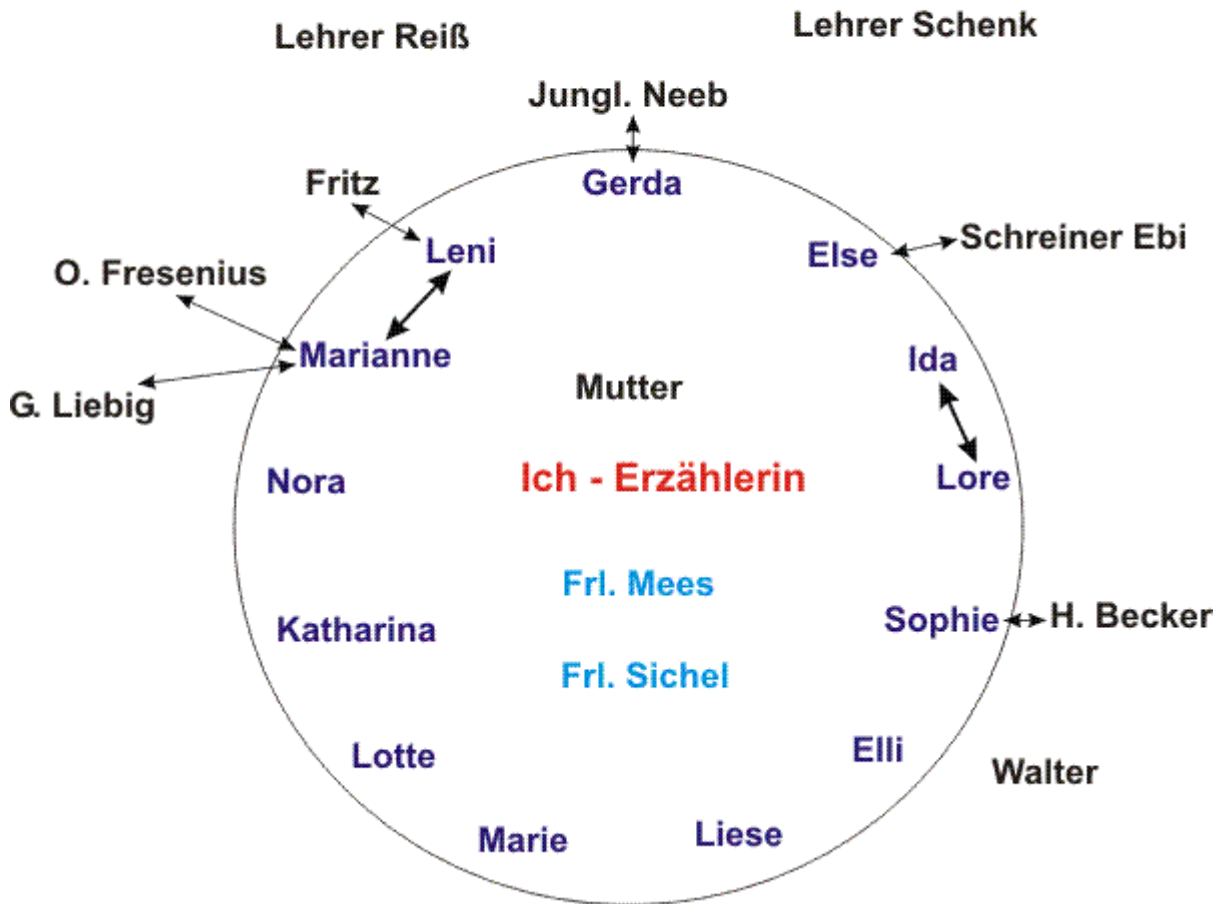 Lehrer Reiß
Lehrer Schenk
Jungl. Neeb
Fritz
Gerda
Leni
Else
Schreiner Ebi
O. Fresenius
Marianne
Ida
G. Liebig
Mutter
Nora
Ich - Erzählerin
Lore
Frl. Mees
Katharina
Sophie
H. Becker
Frl. Sichel
Lotte
Elli
Walter
Marie
Liese